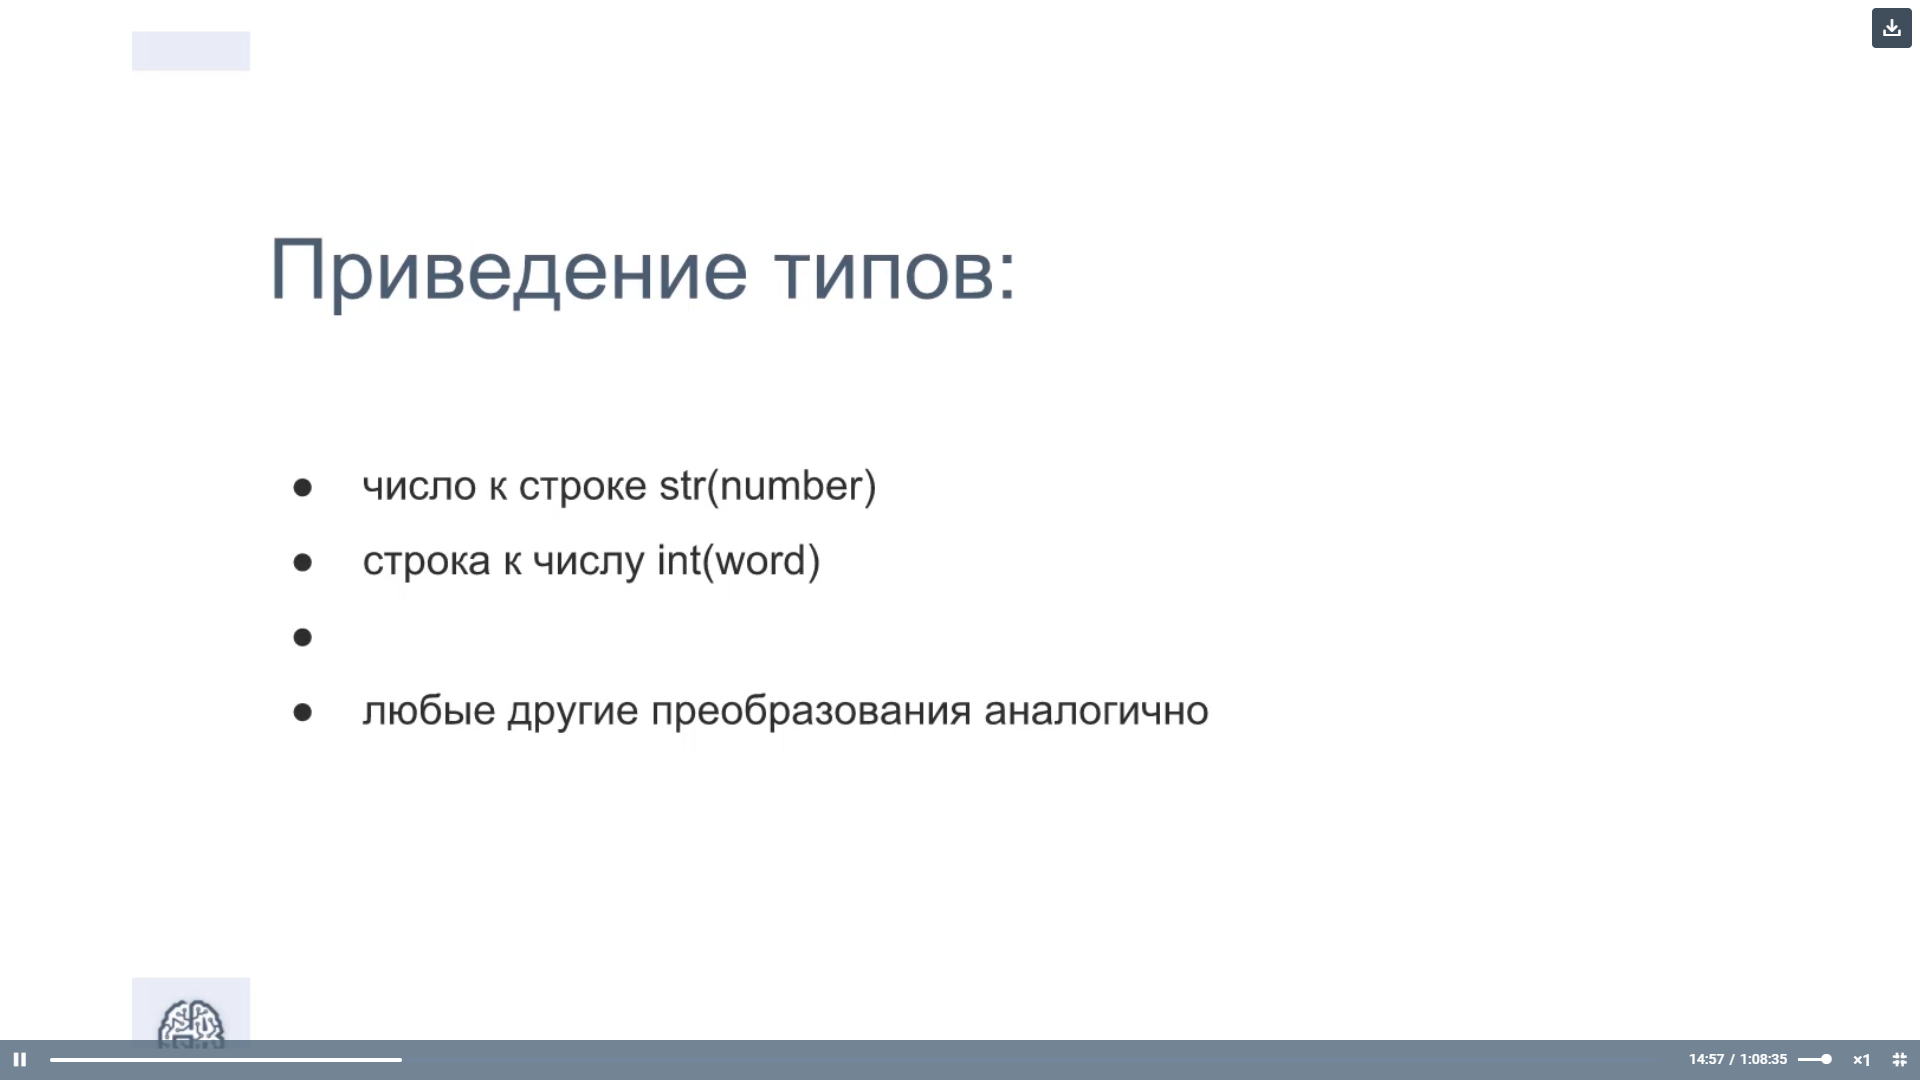 Приведение типов:
● число к строке str(number)
● строка к числу int(word)
●
● любые другие преобразования аналогично
14:57 / 1:08:35 ×1